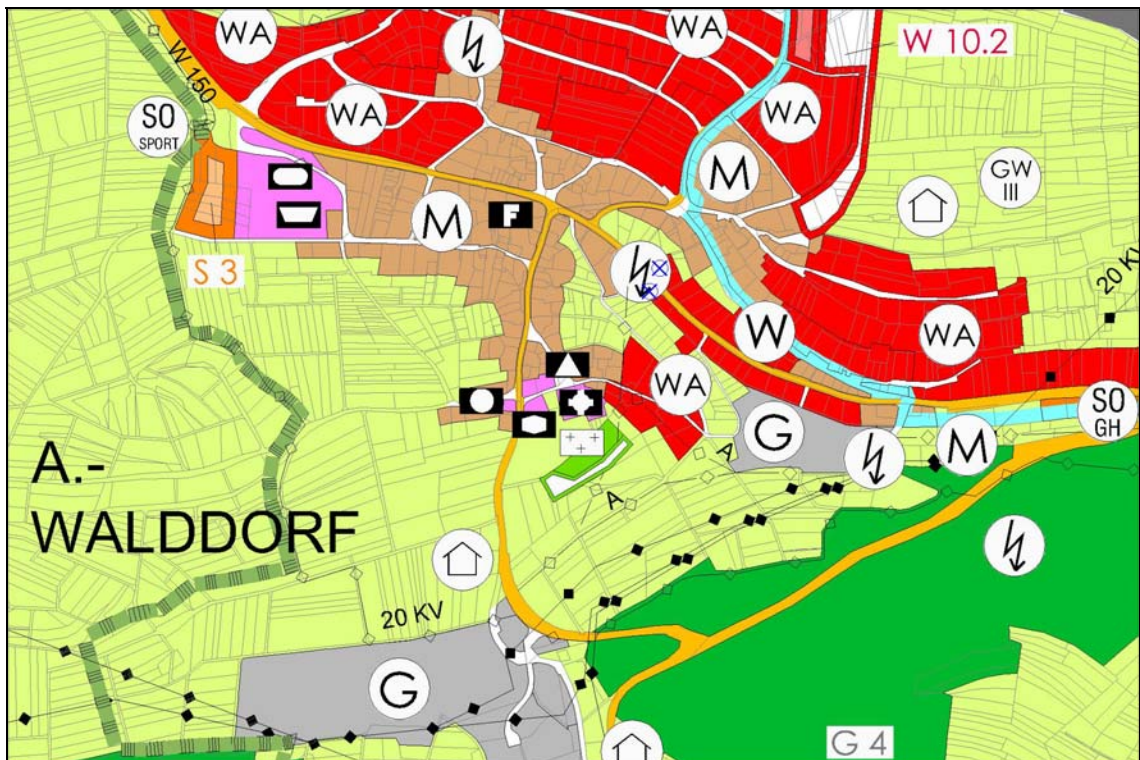 WA
WA
W 10.2
W 150
WA
WA
SO
SPORT
M
GW
III
M
F
S 3
20 KV
W
WA
WA
SO
GH
G
M
A
A
A.-
WALDDORF
20 KV
G
G 4